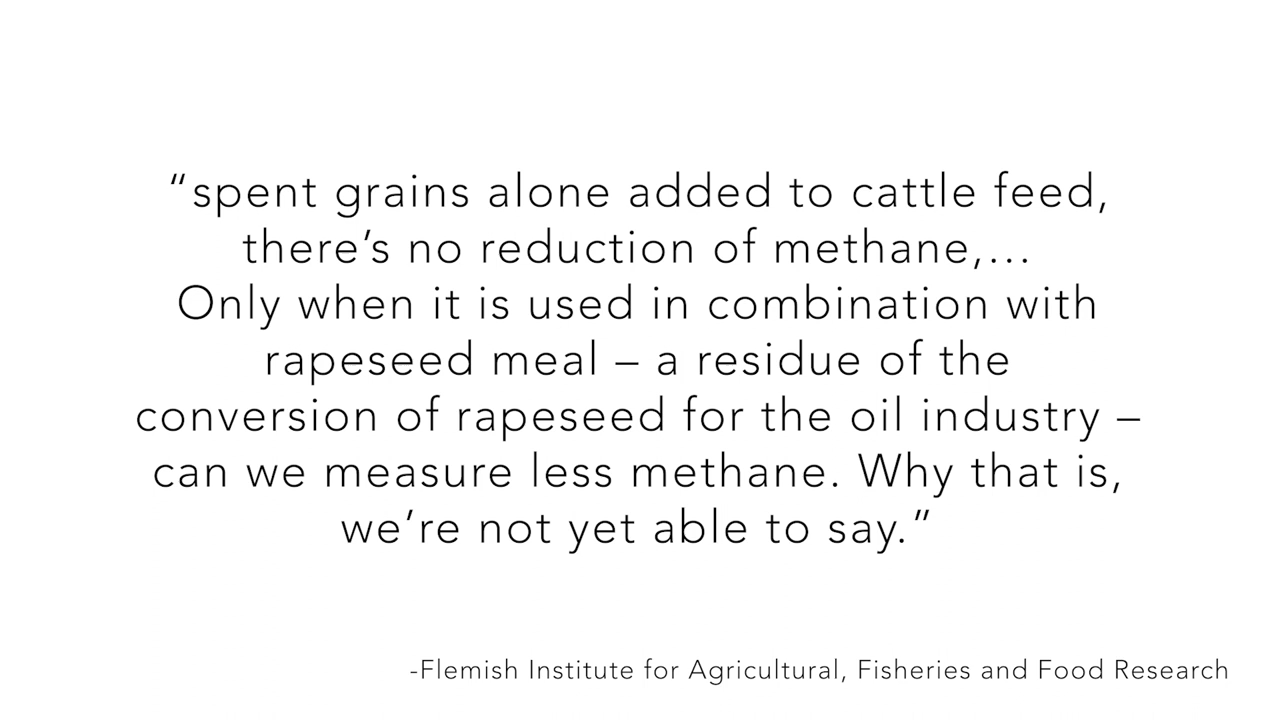 “spent grains alone added to cattle feed,
there’s no reduction of methane,…
Only when it is used in combination with
rapeseed meal – a residue of the
conversion of rapeseed for the oil industry –
can we measure less methane. Why that is,
we’re not yet able to say.”
-Flemish Institute for Agricultural, Fisheries and Food Research